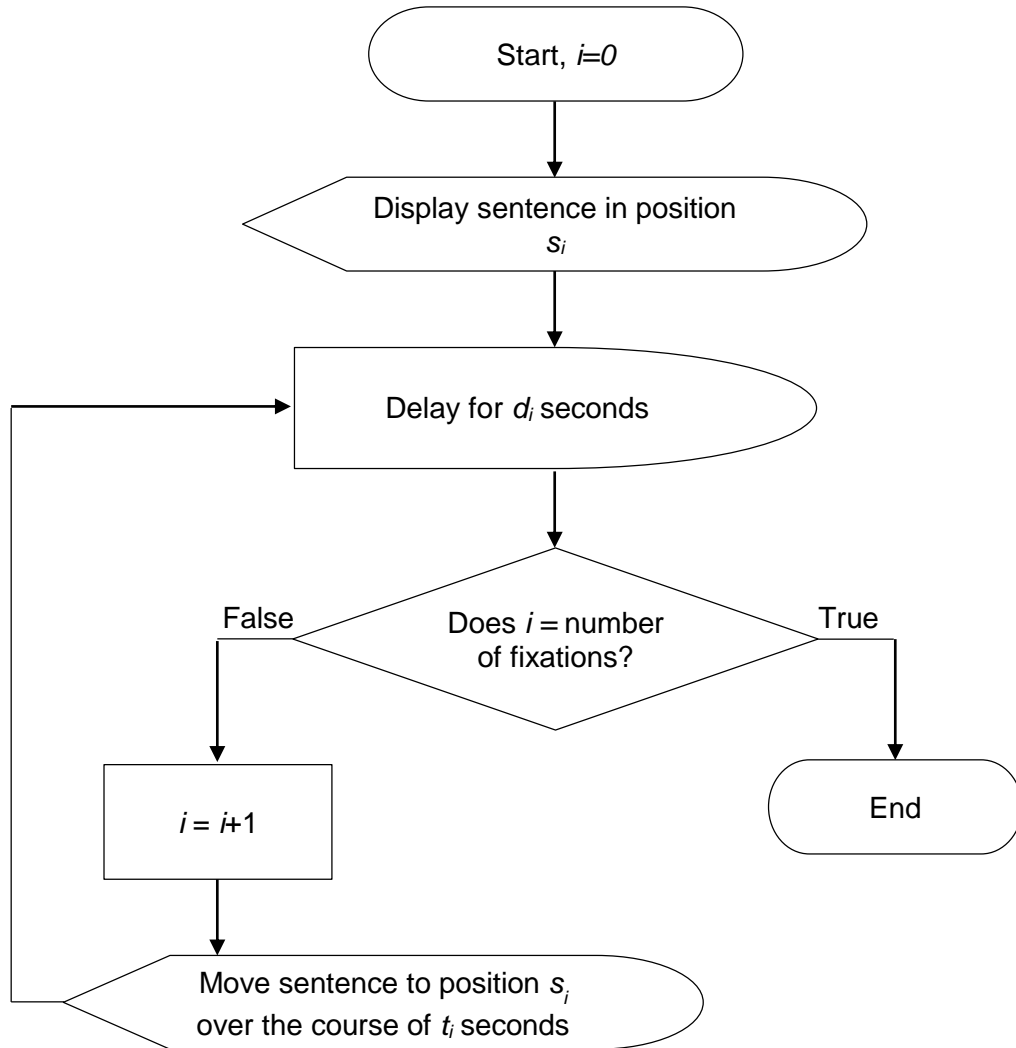 Start, i=0
Display sentence in position
sᵢ
Delay for dᵢ seconds
False
True
Does i = number
of fixations?
i = i+1
End
Move sentence to position sᵢ
over the course of tᵢ seconds